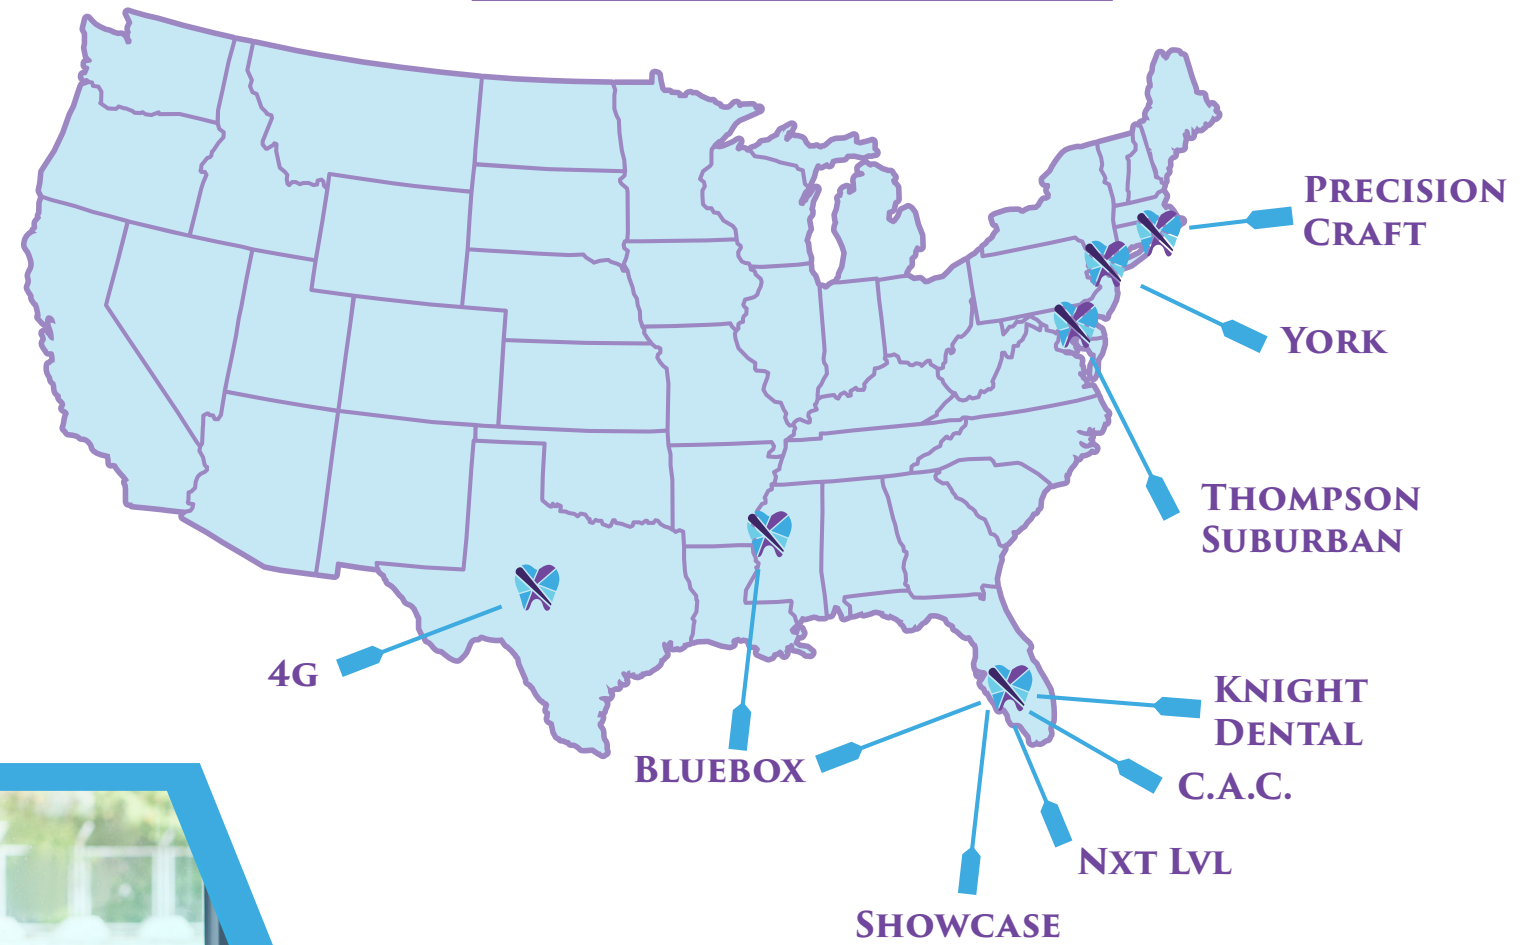 PRECISION
CRAFT
YORK
THOMPSON
SUBURBAN
4G
KNIGHT
DENTAL
BLUEBOX
C.A.C.
NXT LVL
SHOWCASE